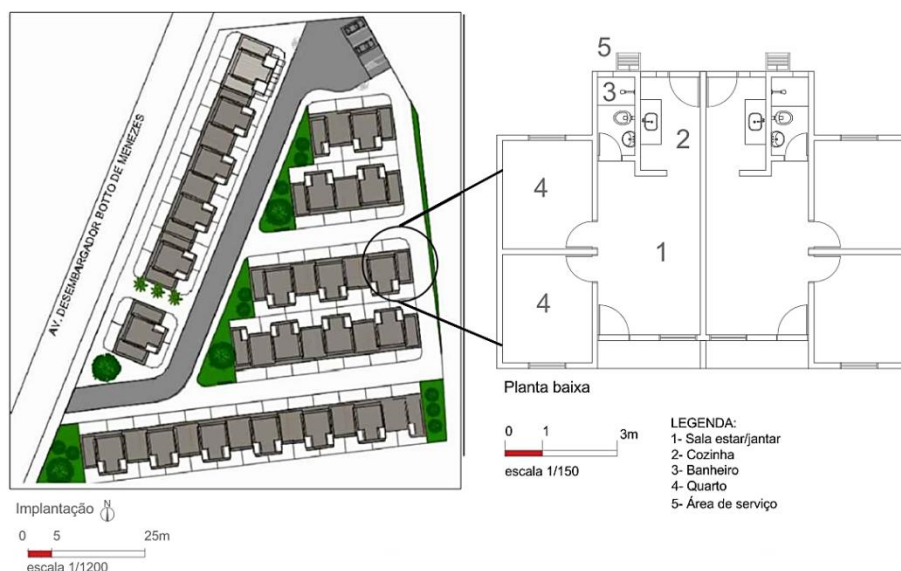 AV. DESEMBARGADOR BOTTO DE MENEZES
Implantação N
0 5 25m
escala 1/1200
5
3
2
4
1
4
Planta baixa
0 1 3m
escala 1/150
LEGENDA:
1- Sala estar/jantar
2- Cozinha
3- Banheiro
4- Quarto
5- Área de serviço